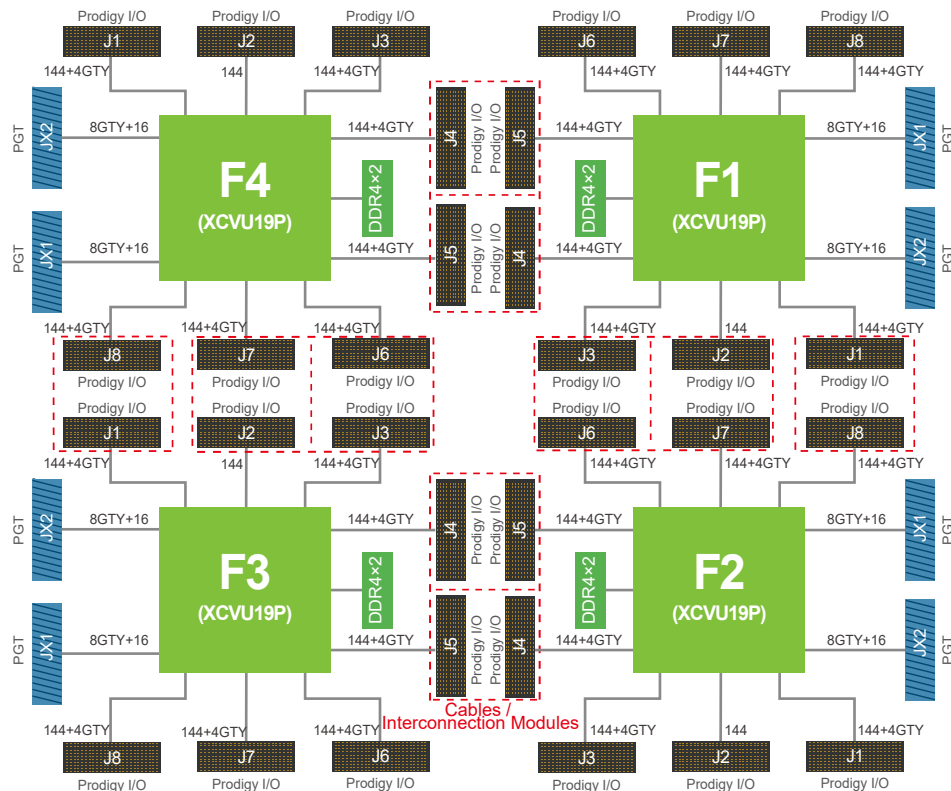 Prodigy I/O
Prodigy I/O
Prodigy I/O
Prodigy I/O
Prodigy I/O
Prodigy I/O
J1
J2
J3
J6
J7
J8
144+4GTY
144
144+4GTY
144+4GTY
144+4GTY
144+4GTY
PGT
JX2
8GTY+16
144+4GTY
J4
Prodigy I/O
Prodigy I/O
J5
144+4GTY
8GTY+16
JX1
PGT
F4
(XCVU19P)
DDR4×2
DDR4×2
F1
(XCVU19P)
PGT
JX1
8GTY+16
144+4GTY
J5
Prodigy I/O
Prodigy I/O
J4
144+4GTY
8GTY+16
JX2
PGT
144+4GTY
144+4GTY
144+4GTY
144+4GTY
144
144+4GTY
J8
J7
J6
J3
J2
J1
Prodigy I/O
Prodigy I/O
Prodigy I/O
Prodigy I/O
Prodigy I/O
Prodigy I/O
Prodigy I/O
Prodigy I/O
Prodigy I/O
Prodigy I/O
Prodigy I/O
Prodigy I/O
J1
J2
J3
J6
J7
J8
144+4GTY
144
144+4GTY
144+4GTY
144+4GTY
144+4GTY
PGT
JX2
8GTY+16
144+4GTY
J4
Prodigy I/O
Prodigy I/O
J5
144+4GTY
8GTY+16
JX1
PGT
F3
(XCVU19P)
DDR4×2
DDR4×2
F2
(XCVU19P)
PGT
JX1
8GTY+16
144+4GTY
J5
Prodigy I/O
Prodigy I/O
J4
144+4GTY
8GTY+16
JX2
PGT
Cables /
Interconnection Modules
144+4GTY
144+4GTY
144+4GTY
144+4GTY
144
144+4GTY
J8
J7
J6
J3
J2
J1
Prodigy I/O
Prodigy I/O
Prodigy I/O
Prodigy I/O
Prodigy I/O
Prodigy I/O